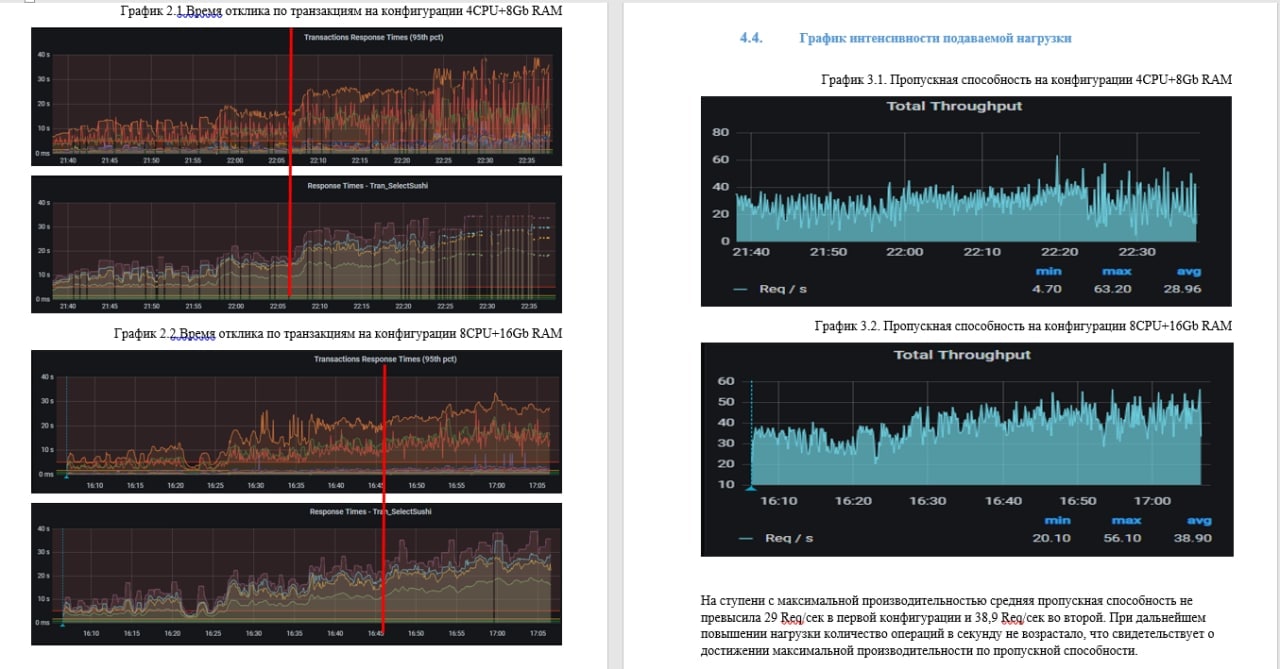 График 2.1.Время отклика по транзакциям на конфигурации 4CPU+8Gb RAM
Transactions Response Times (95th pct)
40 s
30 s
20 s
10 s
0 ms
21:40 21:45 21:50 21:55 22:00 22:05 22:10 22:15 22:20 22:25 22:30 22:35
Response Times - Tran_SelectSushi
40 s
30 s
20 s
10 s
0 ms
21:40 21:45 21:50 21:55 22:00 22:05 22:10 22:15 22:20 22:25 22:30 22:35
График 2.2.Время отклика по транзакциям на конфигурации 8CPU+16Gb RAM
Transactions Response Times (95th pct)
40 s
30 s
20 s
10 s
0 ms
16:10 16:15 16:20 16:25 16:30 16:35 16:40 16:45 16:50 16:55 17:00 17:05
Response Times - Tran_SelectSushi
40 s
30 s
20 s
10 s
0 ms
16:10 16:15 16:20 16:25 16:30 16:35 16:40 16:45 16:50 16:55 17:00 17:05
4.4. График интенсивности подаваемой нагрузки
График 3.1. Пропускная способность на конфигурации 4CPU+8Gb RAM
Total Throughput
80
60
40
20
0
21:40 21:50 22:00 22:10 22:20 22:30
min max avg
Req / s 4.70 63.20 28.96
График 3.2. Пропускная способность на конфигурации 8CPU+16Gb RAM
Total Throughput
60
50
40
30
20
10
16:10 16:20 16:30 16:40 16:50 17:00
min max avg
Req / s 20.10 56.10 38.90
На ступени с максимальной производительностью средняя пропускная способность не
превысила 29 Req/сек в первой конфигурации и 38,9 Req/сек во второй. При дальнейшем
повышении нагрузки количество операций в секунду не возрастало, что свидетельствует о
достижении максимальной производительности по пропускной способности.